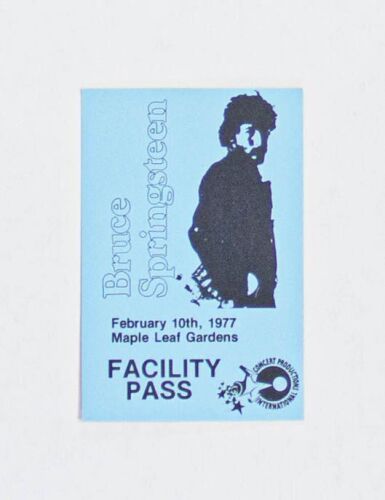 Bruce
Springsteen
February 10th, 1977
Maple Leaf Gardens
FACILITY
PASS
CONCERT PRODUCTIONS
INTERNATIONAL